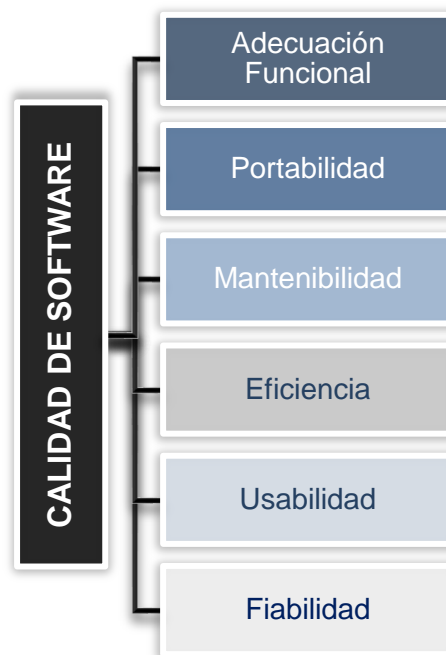 CALIDAD DE SOFTWARE
Adecuación
Funcional
Portabilidad
Mantenibilidad
Eficiencia
Usabilidad
Fiabilidad